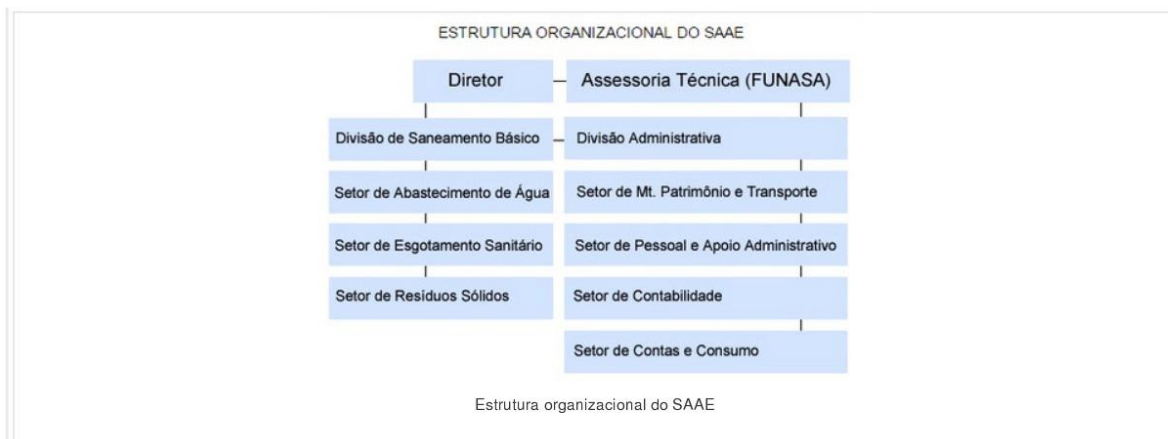 ESTRUTURA ORGANIZACIONAL DO SAAE
Diretor
Assessoria Técnica (FUNASA)
Divisão de Saneamento Básico
Divisão Administrativa
Setor de Abastecimento de Água
Setor de Mt. Patrimônio e Transporte
Setor de Esgotamento Sanitário
Setor de Pessoal e Apoio Administrativo
Setor de Resíduos Sólidos
Setor de Contabilidade
Setor de Contas e Consumo
Estrutura organizacional do SAAE